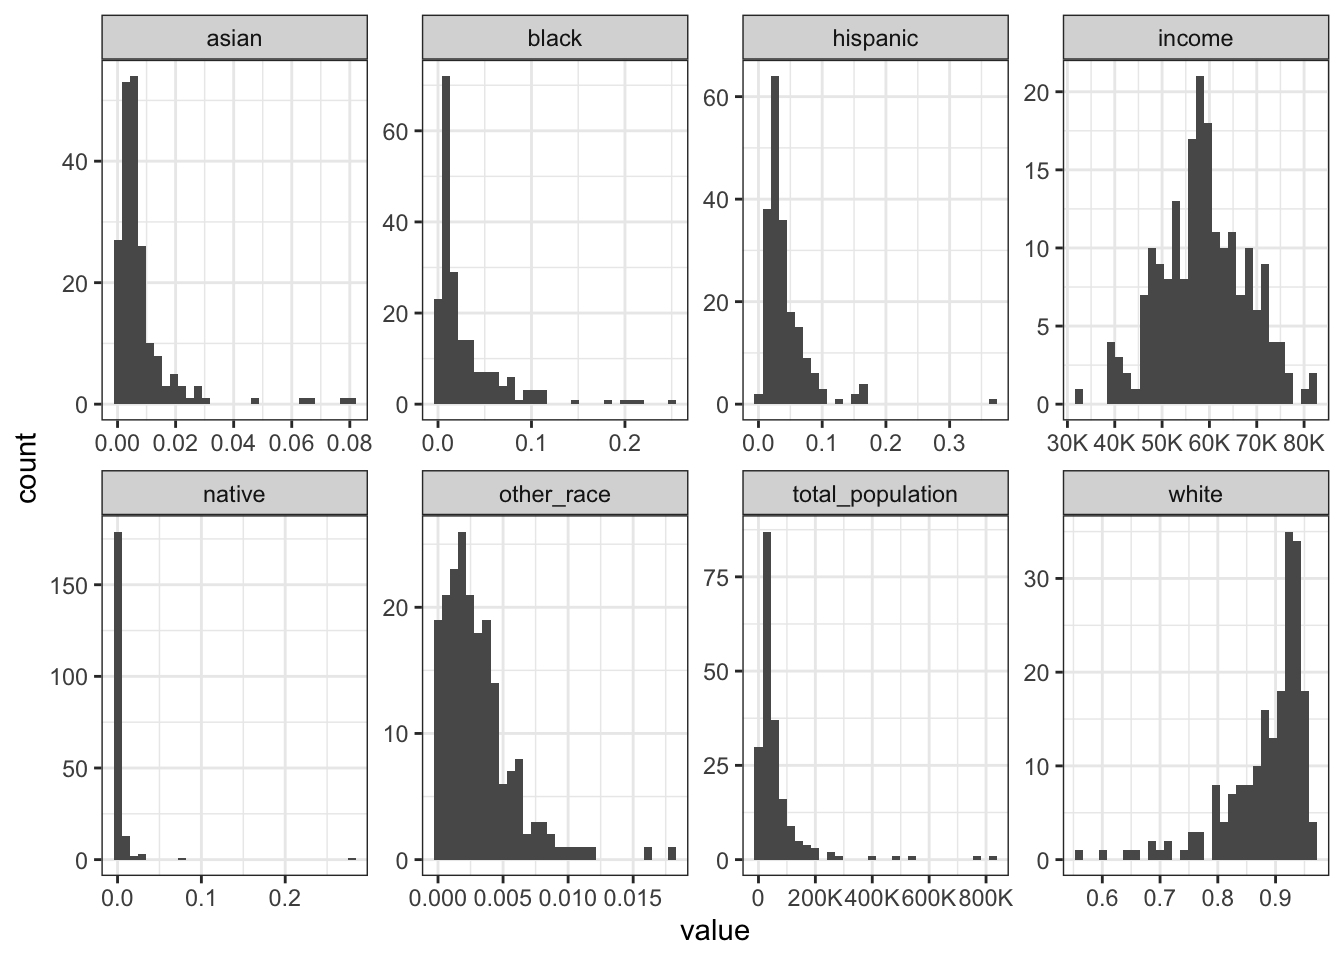 asian
black
hispanic
income
40
20
0
0.00 0.02 0.04 0.06 0.08
60
40
20
0
0.0 0.1 0.2
60
40
20
0
0.0 0.1 0.2 0.3
20
15
10
5
0
30K 40K 50K 60K 70K 80K
count
native
other_race
total_population
white
150
100
50
0
0.0 0.1 0.2
20
10
0
0.000 0.005 0.010 0.015
75
50
25
0
0 200K 400K 600K 800K
30
20
10
0
0.6 0.7 0.8 0.9
value